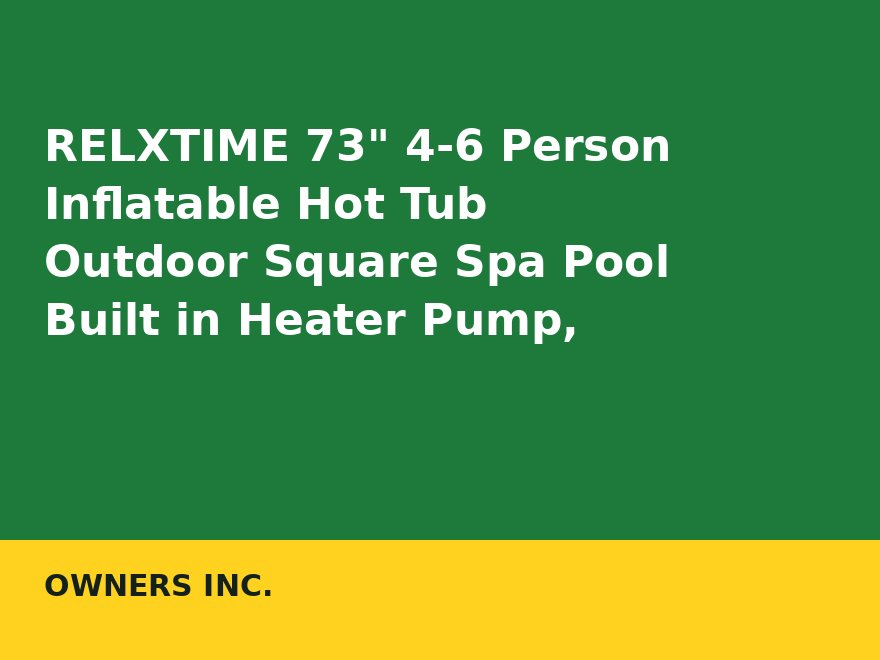 RELXTIME 73" 4-6 Person
Inflatable Hot Tub
Outdoor Square Spa Pool
Built in Heater Pump,
OWNERS INC.